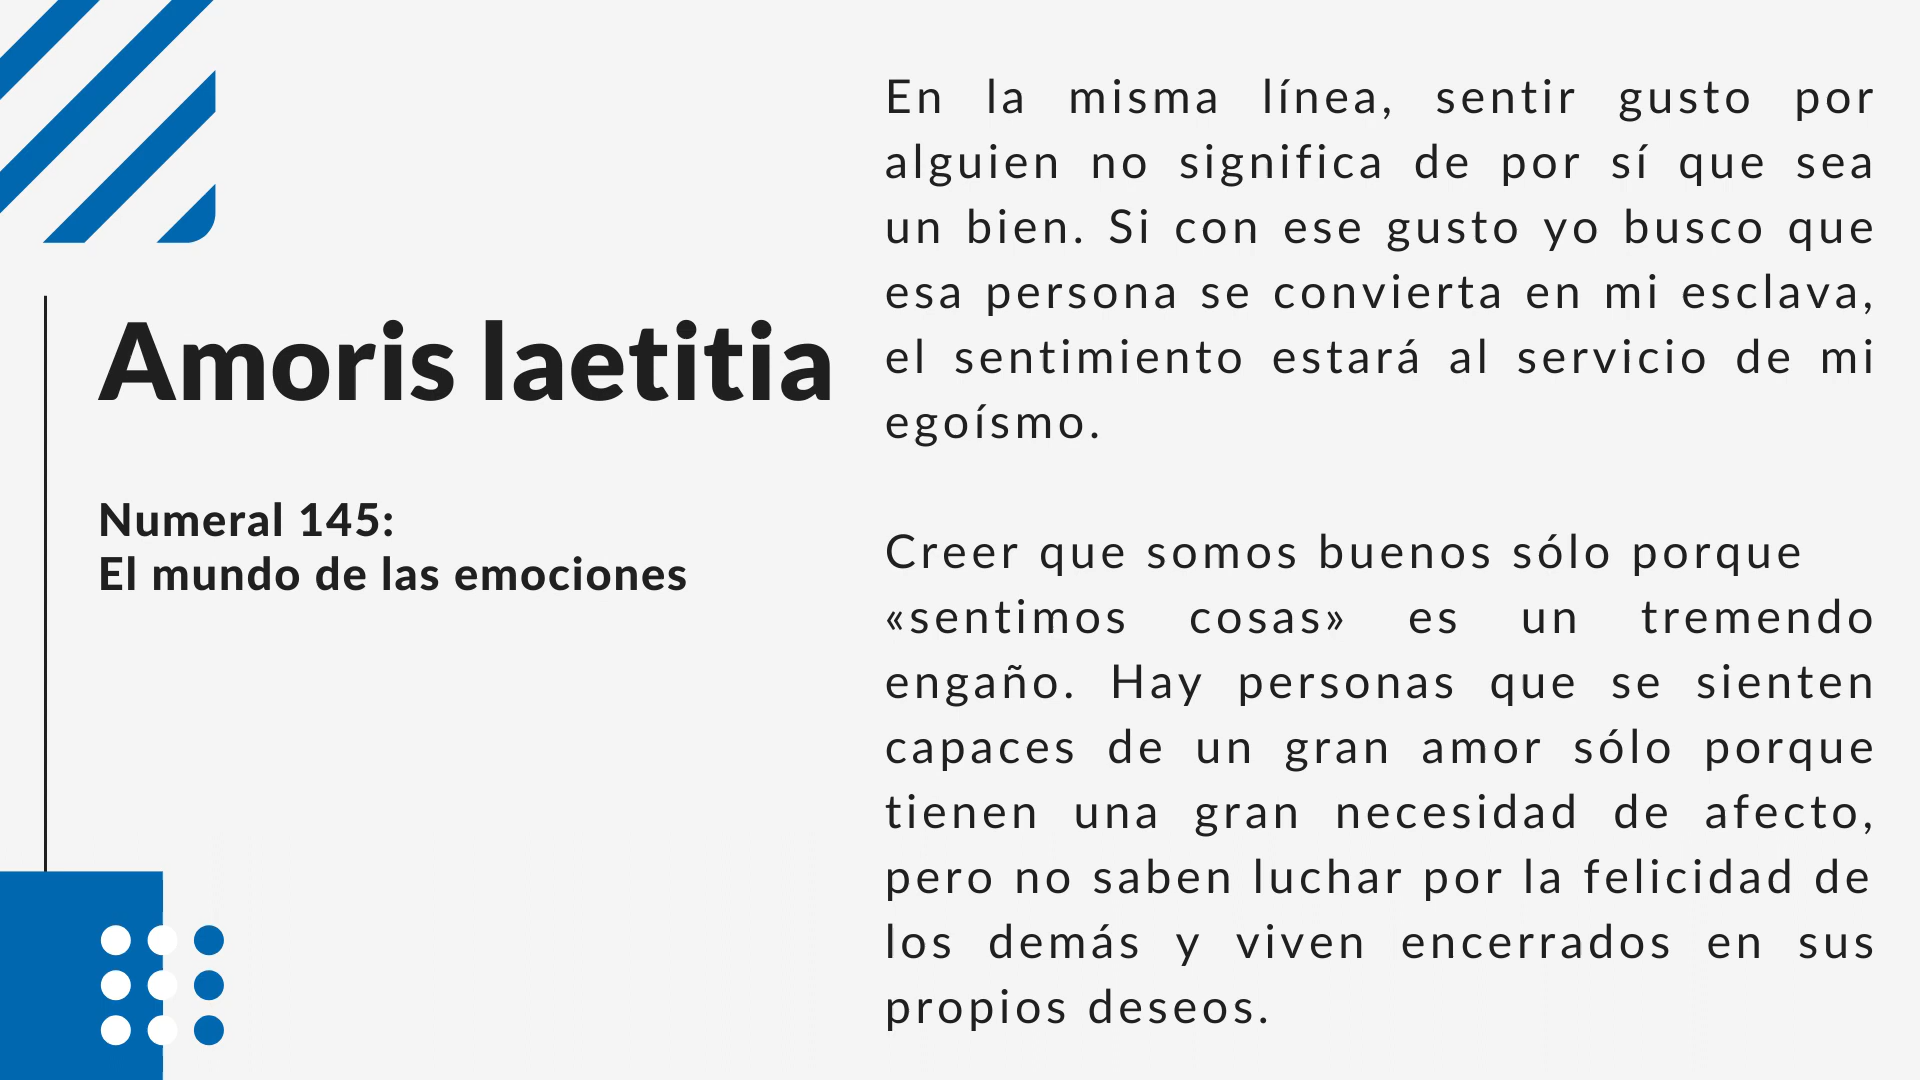 Amoris laetitia
Numeral 145:
El mundo de las emociones
En la misma línea, sentir gusto por
alguien no significa de por sí que sea
un bien. Si con ese gusto yo busco que
esa persona se convierta en mi esclava,
el sentimiento estará al servicio de mi
egoísmo.
Creer que somos buenos sólo porque
«sentimos cosas» es un tremendo
engaño. Hay personas que se sienten
capaces de un gran amor sólo porque
tienen una gran necesidad de afecto,
pero no saben luchar por la felicidad de
los demás y viven encerrados en sus
propios deseos.